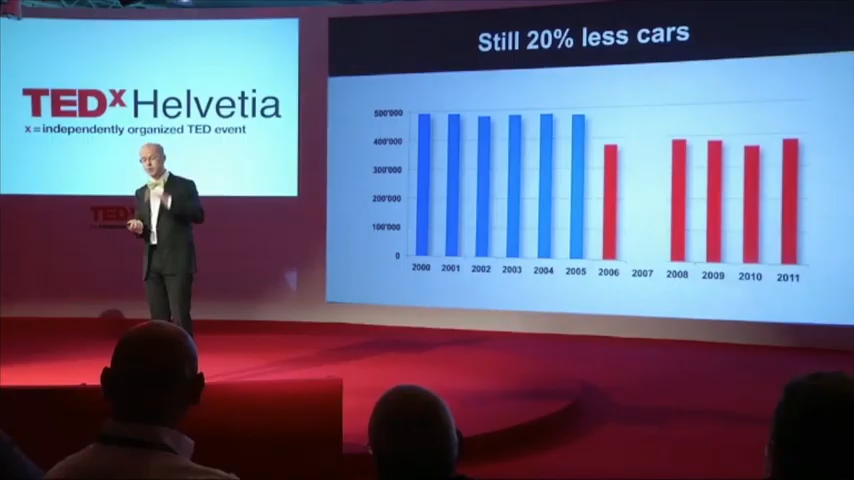 TEDxHelvetia
x = independently organized TED event
TEDx
Still 20% less cars
500'000
400'000
300'000
200'000
100'000
0
2000 2001 2002 2003 2004 2005 2006 2007 2008 2009 2010 2011